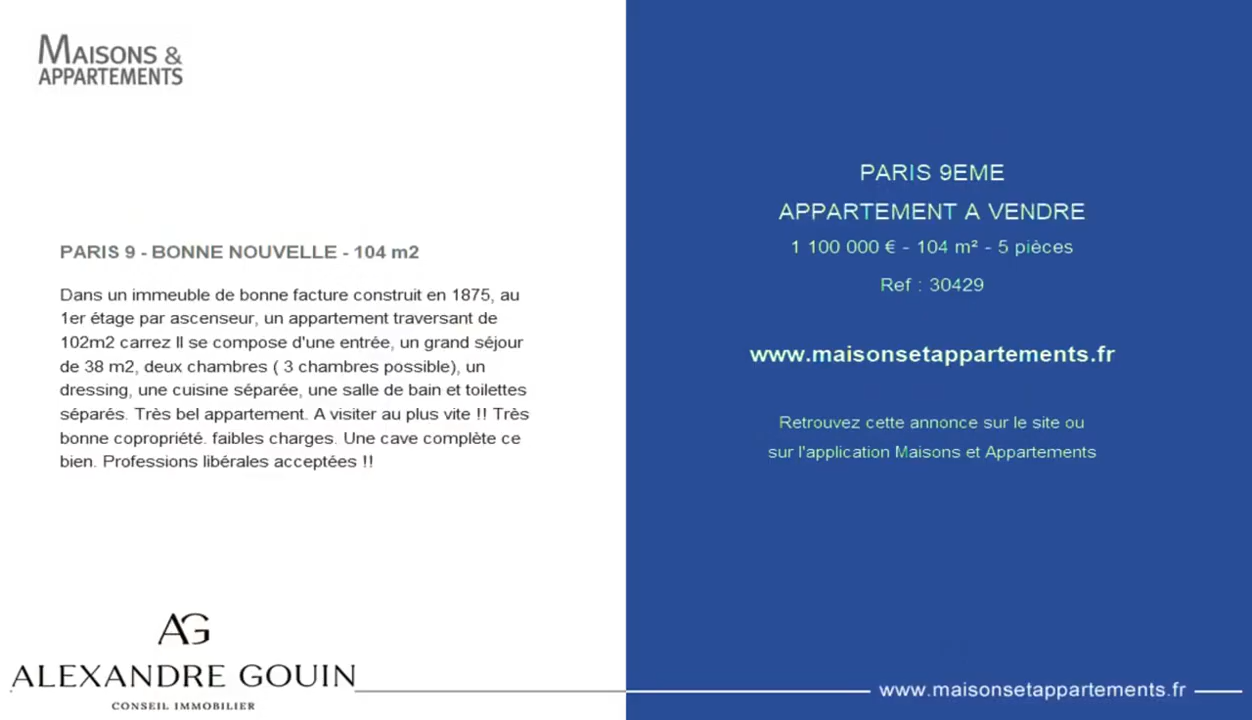 MAISONS &
APPARTEMENTS
PARIS 9 - BONNE NOUVELLE - 104 m2
Dans un immeuble de bonne facture construit en 1875, au
1er étage par ascenseur, un appartement traversant de
102m2 carrez Il se compose d'une entrée, un grand séjour
de 38 m2, deux chambres ( 3 chambres possible), un
dressing, une cuisine séparée, une salle de bain et toilettes
séparés. Très bel appartement. A visiter au plus vite !! Très
bonne copropriété. faibles charges. Une cave complète ce
bien. Professions libérales acceptées !!
AG
ALEXANDRE GOUIN
CONSEIL IMMOBILIER
PARIS 9EME
APPARTEMENT A VENDRE
1 100 000 € - 104 m² - 5 pièces
Ref : 30429
www.maisonsetappartements.fr
Retrouvez cette annonce sur le site ou
sur l'application Maisons et Appartements
www.maisonsetappartements.fr